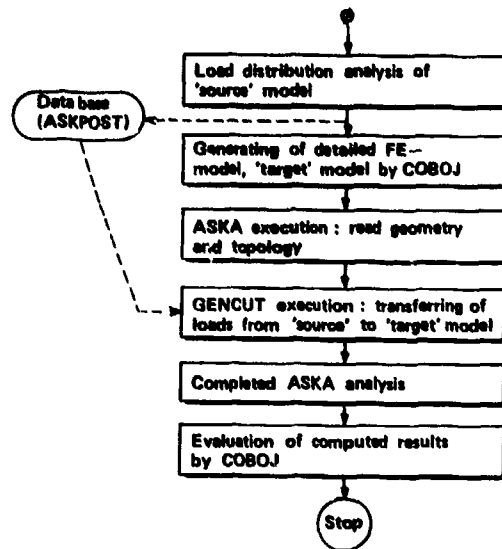 Load distribution analysis of
'source' model
Data base
(ASKPOST)
Generating of detailed FE—
model, 'target' model by COBOJ
ASKA execution : read geometry
and topology
GENCUT execution : transferring of
loads from 'source' to 'target' model
Completed ASKA analysis
Evaluation of computed results
by COBOJ
Stop